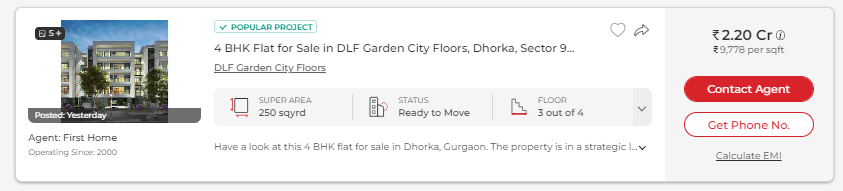 5+
Posted: Yesterday
Agent: First Home
Operating Since: 2000
POPULAR PROJECT
4 BHK Flat for Sale in DLF Garden City Floors, Dhorka, Sector 9...
DLF Garden City Floors
SUPER AREA
250 sqyrd
STATUS
Ready to Move
FLOOR
3 out of 4
Have a look at this 4 BHK flat for sale in Dhorka, Gurgaon. The property is in a strategic l...
₹2.20 Cr
₹9,778 per sqft
Contact Agent
Get Phone No.
Calculate EMI